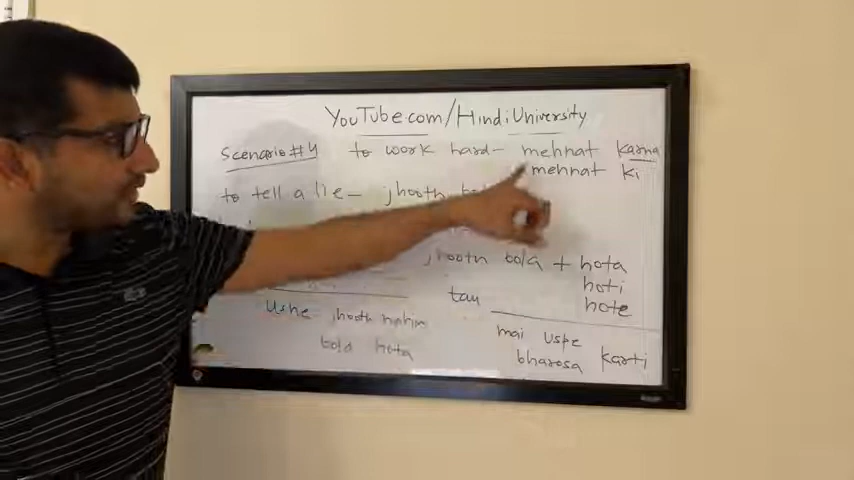 YouTube.com/HindiUniversity
Scenario#4 to work hard- mehnat karna
mehnat ki
to tell a lie- jhooth
jhooth bola + hota
hoti
tau hote
ushe jhooth nahin
bola hota
mai uspe
bharosa karti